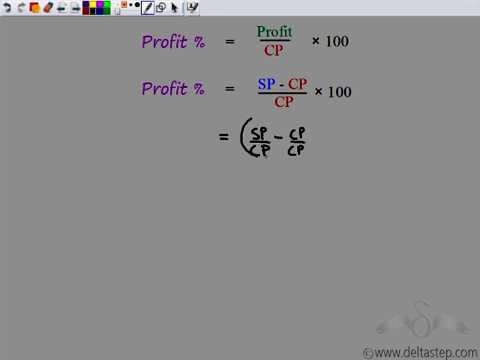 Profit % = Profit/CP × 100
Profit % = SP - CP/CP × 100
= (SP/CP - CP/CP
©www.deltastep.com